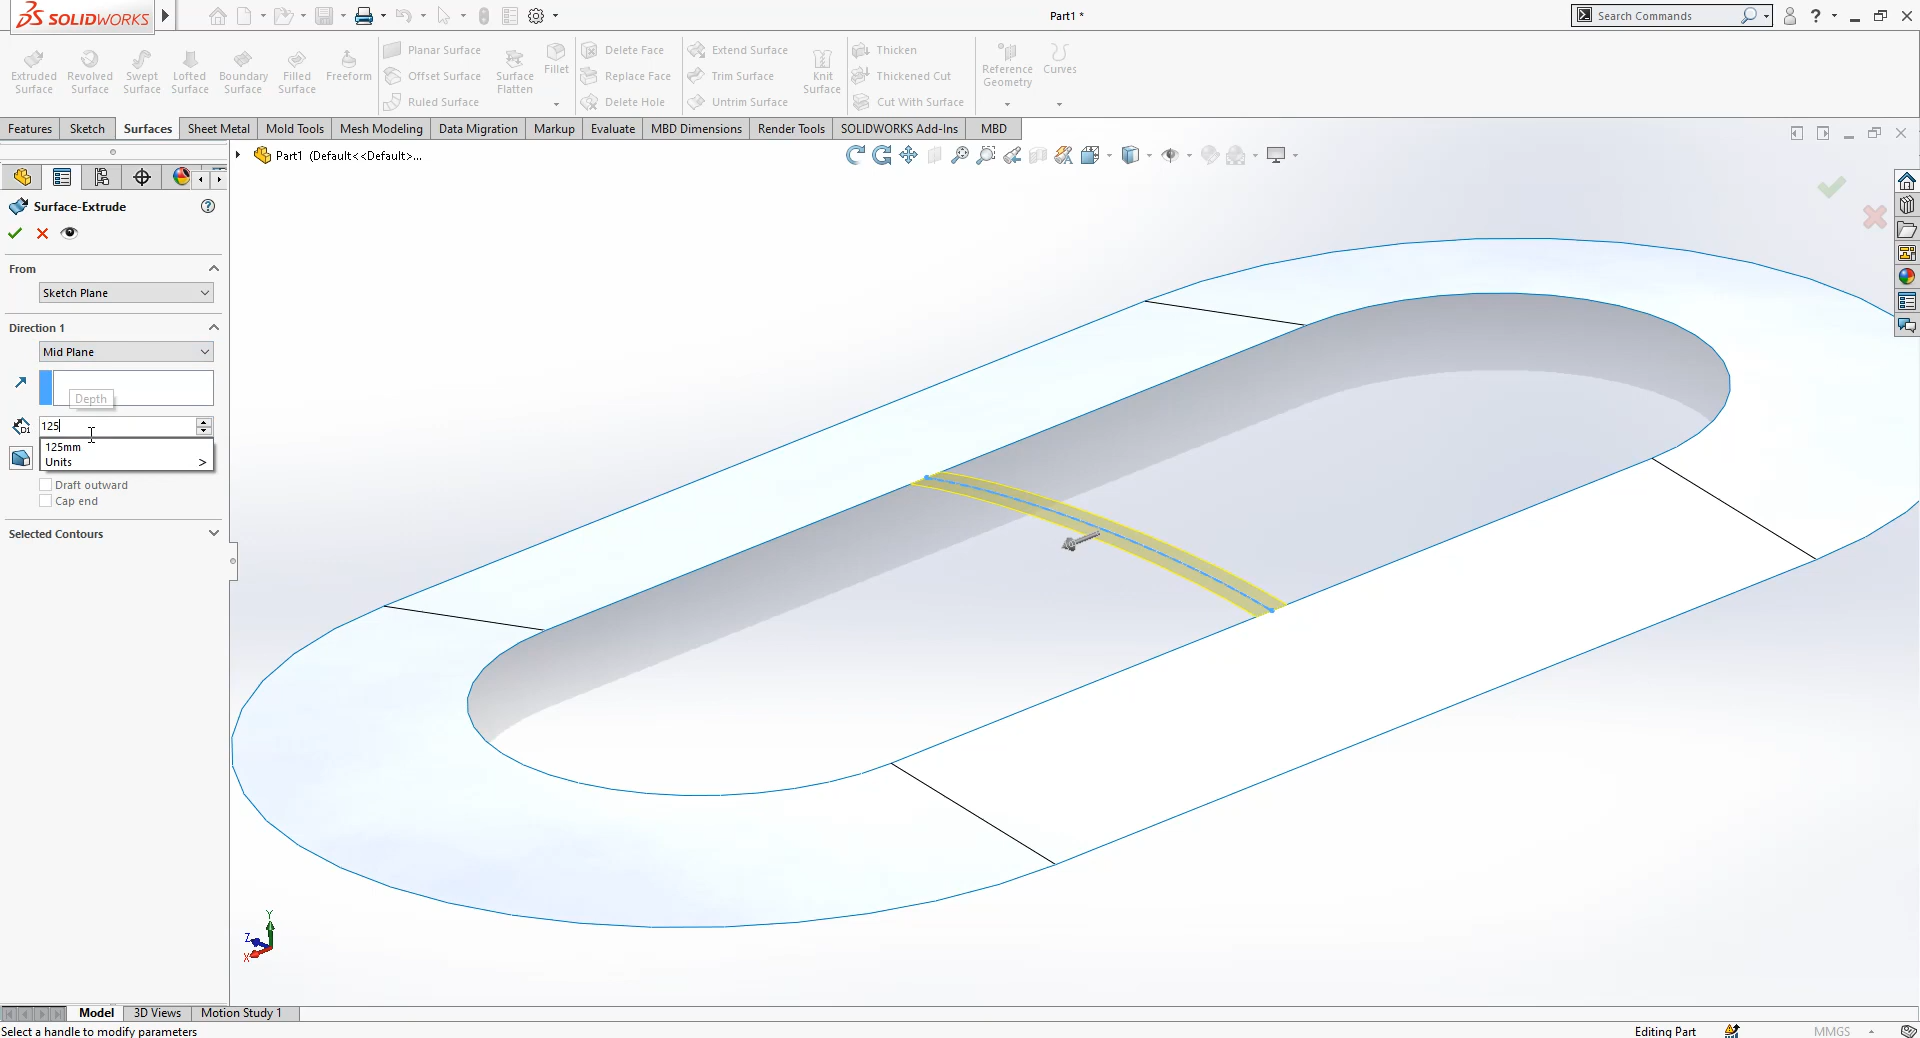 SOLIDWORKS
Part1 *
Search Commands
?
Extruded Surface
Revolved Surface
Swept Surface
Lofted Surface
Boundary Surface
Filled Surface
Freeform
Planar Surface
Offset Surface
Ruled Surface
Surface Flatten
Fillet
Delete Face
Replace Face
Delete Hole
Extend Surface
Trim Surface
Untrim Surface
Knit Surface
Thicken
Thickened Cut
Cut With Surface
Reference Geometry
Curves
Features
Sketch
Surfaces
Sheet Metal
Mold Tools
Mesh Modeling
Data Migration
Markup
Evaluate
MBD Dimensions
Render Tools
SOLIDWORKS Add-Ins
MBD
Part1 (Default<<Default>...
Surface-Extrude
?
From
Sketch Plane
Direction 1
Mid Plane
Depth
D1
125
125mm
Units >
Draft outward
Cap end
Selected Contours
Y
Z
X
Model
3D Views
Motion Study 1
Select a handle to modify parameters
Editing Part
MMGS